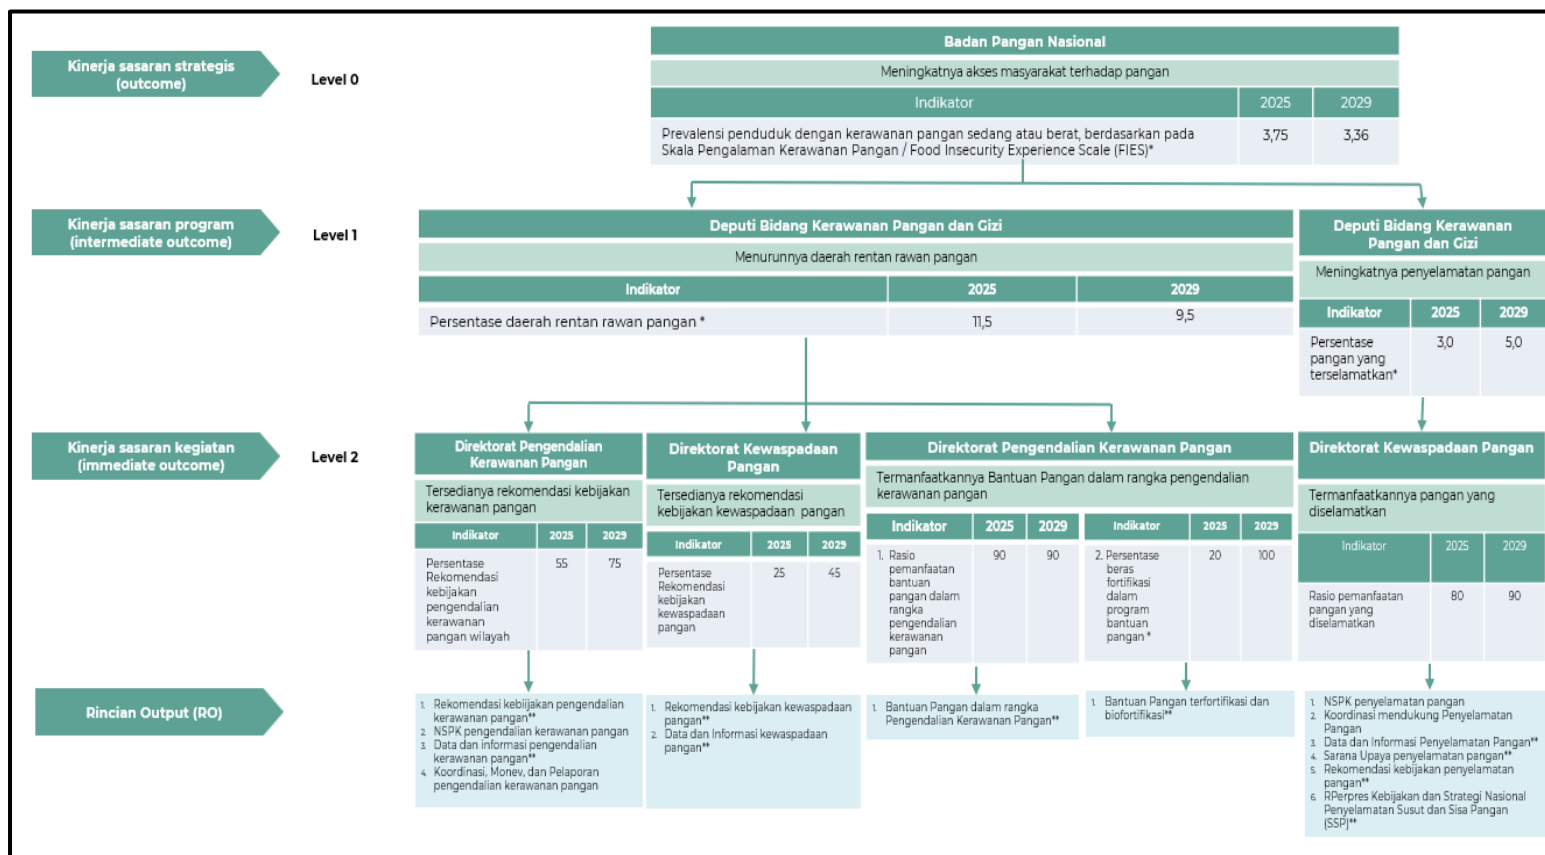 Badan Pangan Nasional
Kinerja sasaran strategis
(outcome)
Level 0
Meningkatnya akses masyarakat terhadap pangan
Indikator 2025 2029
Prevalensi penduduk dengan kerawanan pangan sedang atau berat, berdasarkan pada
Skala Pengalaman Kerawanan Pangan / Food Insecurity Experience Scale (FIES)*
3,75 3,36
Kinerja sasaran program
(intermediate outcome)
Level 1
Deputi Bidang Kerawanan Pangan dan Gizi
Menurunnya daerah rentan rawan pangan
Indikator 2025 2029
Persentase daerah rentan rawan pangan * 11,5 9,5
Deputi Bidang Kerawanan
Pangan dan Gizi
Meningkatnya penyelamatan pangan
Indikator 2025 2029
Persentase
pangan yang
terselamatkan*
3,0 5,0
Kinerja sasaran kegiatan
(immediate outcome)
Level 2
Direktorat Pengendalian
Kerawanan Pangan
Tersedianya rekomendasi kebijakan
kerawanan pangan
Indikator 2025 2029
Persentase
Rekomendasi
kebijakan
pengendalian
kerawanan
pangan wilayah
55 75
Direktorat Kewaspadaan
Pangan
Tersedianya rekomendasi
kebijakan kewaspadaan pangan
Indikator 2025 2029
Persentase
Rekomendasi
kebijakan
kewaspadaan
pangan
25 45
Direktorat Pengendalian Kerawanan Pangan
Termanfaatkannya Bantuan Pangan dalam rangka pengendalian
kerawanan pangan
Indikator 2025 2029
1. Rasio
pemanfaatan
bantuan
pangan dalam
rangka
pengendalian
kerawanan
pangan
90 90
Indikator 2025 2029
2. Persentase
beras
fortifikasi
dalam
program
bantuan
pangan *
20 100
Direktorat Kewaspadaan Pangan
Termanfaatkannya pangan yang
diselamatkan
Indikator 2025 2029
Rasio pemanfaatan
pangan yang
diselamatkan
80 90
Rincian Output (RO)
1. Rekomendasi kebiijakan pengendalian
kerawanan pangan**
2. NSPK pengendalian kerawanan pangan
3. Data dan informasi pengendalian
kerawanan pangan**
4. Koordinasi, Monev, dan Pelaporan
pengendalian kerawanan pangan
1. Rekomendasi kebijakan kewaspadaan
pangan**
2. Data dan Informasi kewaspadaan
pangan**
1. Bantuan Pangan dalam rangka
Pengendalian Kerawanan Pangan**
1. Bantuan Pangan terfortifikasi dan
biofortifikasi**
1. NSPK penyelamatan pangan
2. Koordinasi mendukung Penyelamatan
Pangan
3. Data dan Informasi Penyelamatan Pangan**
4. Sarana Upaya penyelamatan pangan**
5. Rekomendasi kebijakan penyelamatan
pangan**
6. RPerpres Kebijakan dan Strategi Nasional
Penyelamatan Susut dan Sisa Pangan
(SSP)**